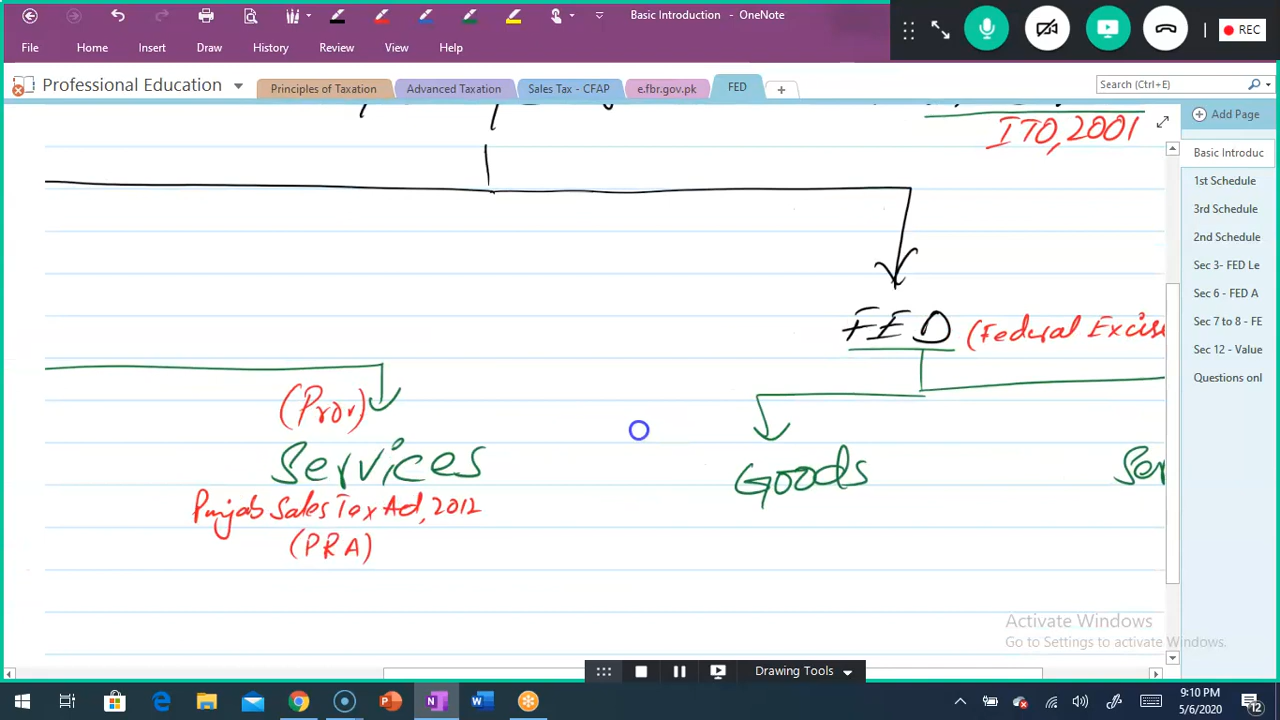 Basic Introduction - OneNote
REC
File Home Insert Draw History Review View Help
Professional Education
Principles of Taxation
Advanced Taxation
Sales Tax - CFAP
e.fbr.gov.pk
FED
Search (Ctrl+E)
Add Page
Basic Introduc
1st Schedule
3rd Schedule
2nd Schedule
Sec 3- FED Le
Sec 6 - FED A
Sec 7 to 8 - FE
Sec 12 - Value
Questions onl
ITO, 2001
FED (Federal Excise
(Prov)
Services
Punjab Sales Tax Act, 2012
(PRA)
Goods
Ser
Activate Windows
Go to Settings to activate Windows.
Drawing Tools
9:10 PM
5/6/2020
12